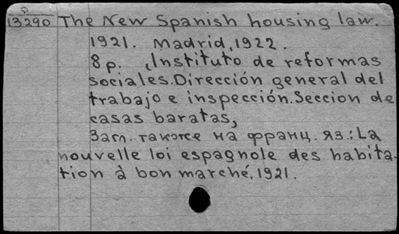 P
13290 The New Spanish housing law.
1921. Madrid, 1922.
8 p. (Instituto de reformas
sociales. Dirección general del
trabajo e inspección. Seccion de
casas baratas,
Загл. также на франц. яз.: La
nouvelle loi espagnole des habita-
tion à bon marché. 1921.